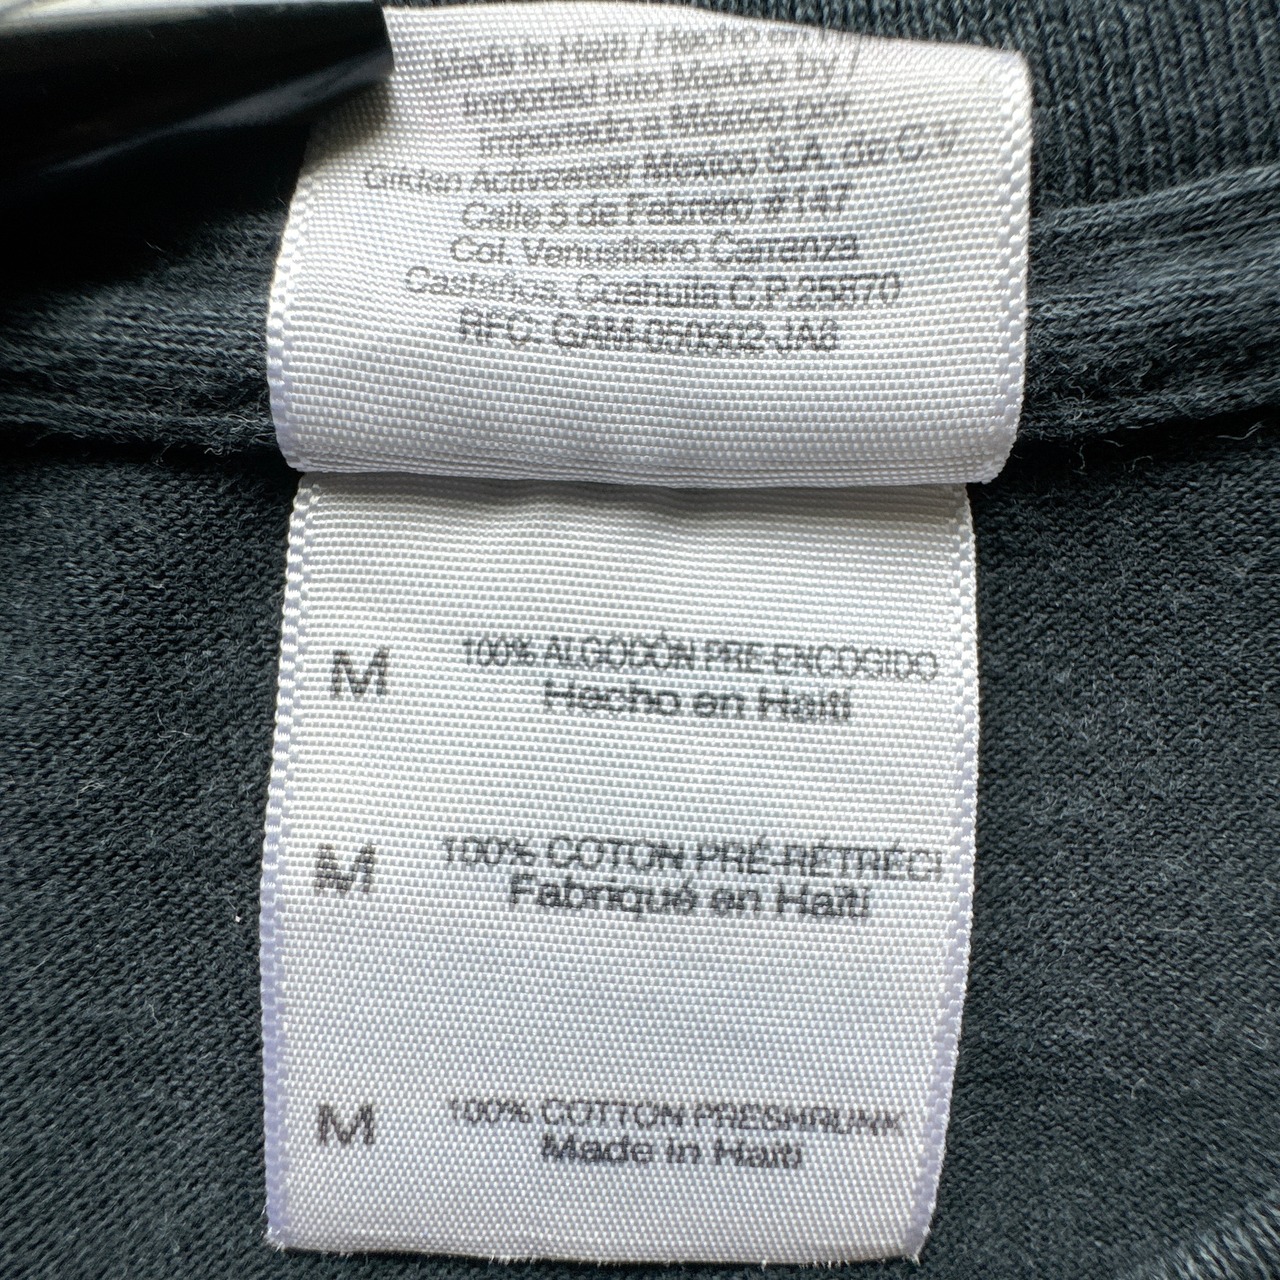 Made in Haiti / Hecho en
Imported into Mexico by /
Importado a México por
Gildan Activewear México S.A. de C.V.
Calle 5 de Febrero #147
Col. Venustiano Carranza
Castaños, Coahuila C.P. 25870
RFC: GAM-050502-JA6
M 100% ALGODÓN PRE-ENCOGIDO
Hecho en Haití
M 100% COTON PRÉ-RÉTRÉCI
Fabriqué en Haïti
M 100% COTTON PRESHRUNK
Made in Haiti